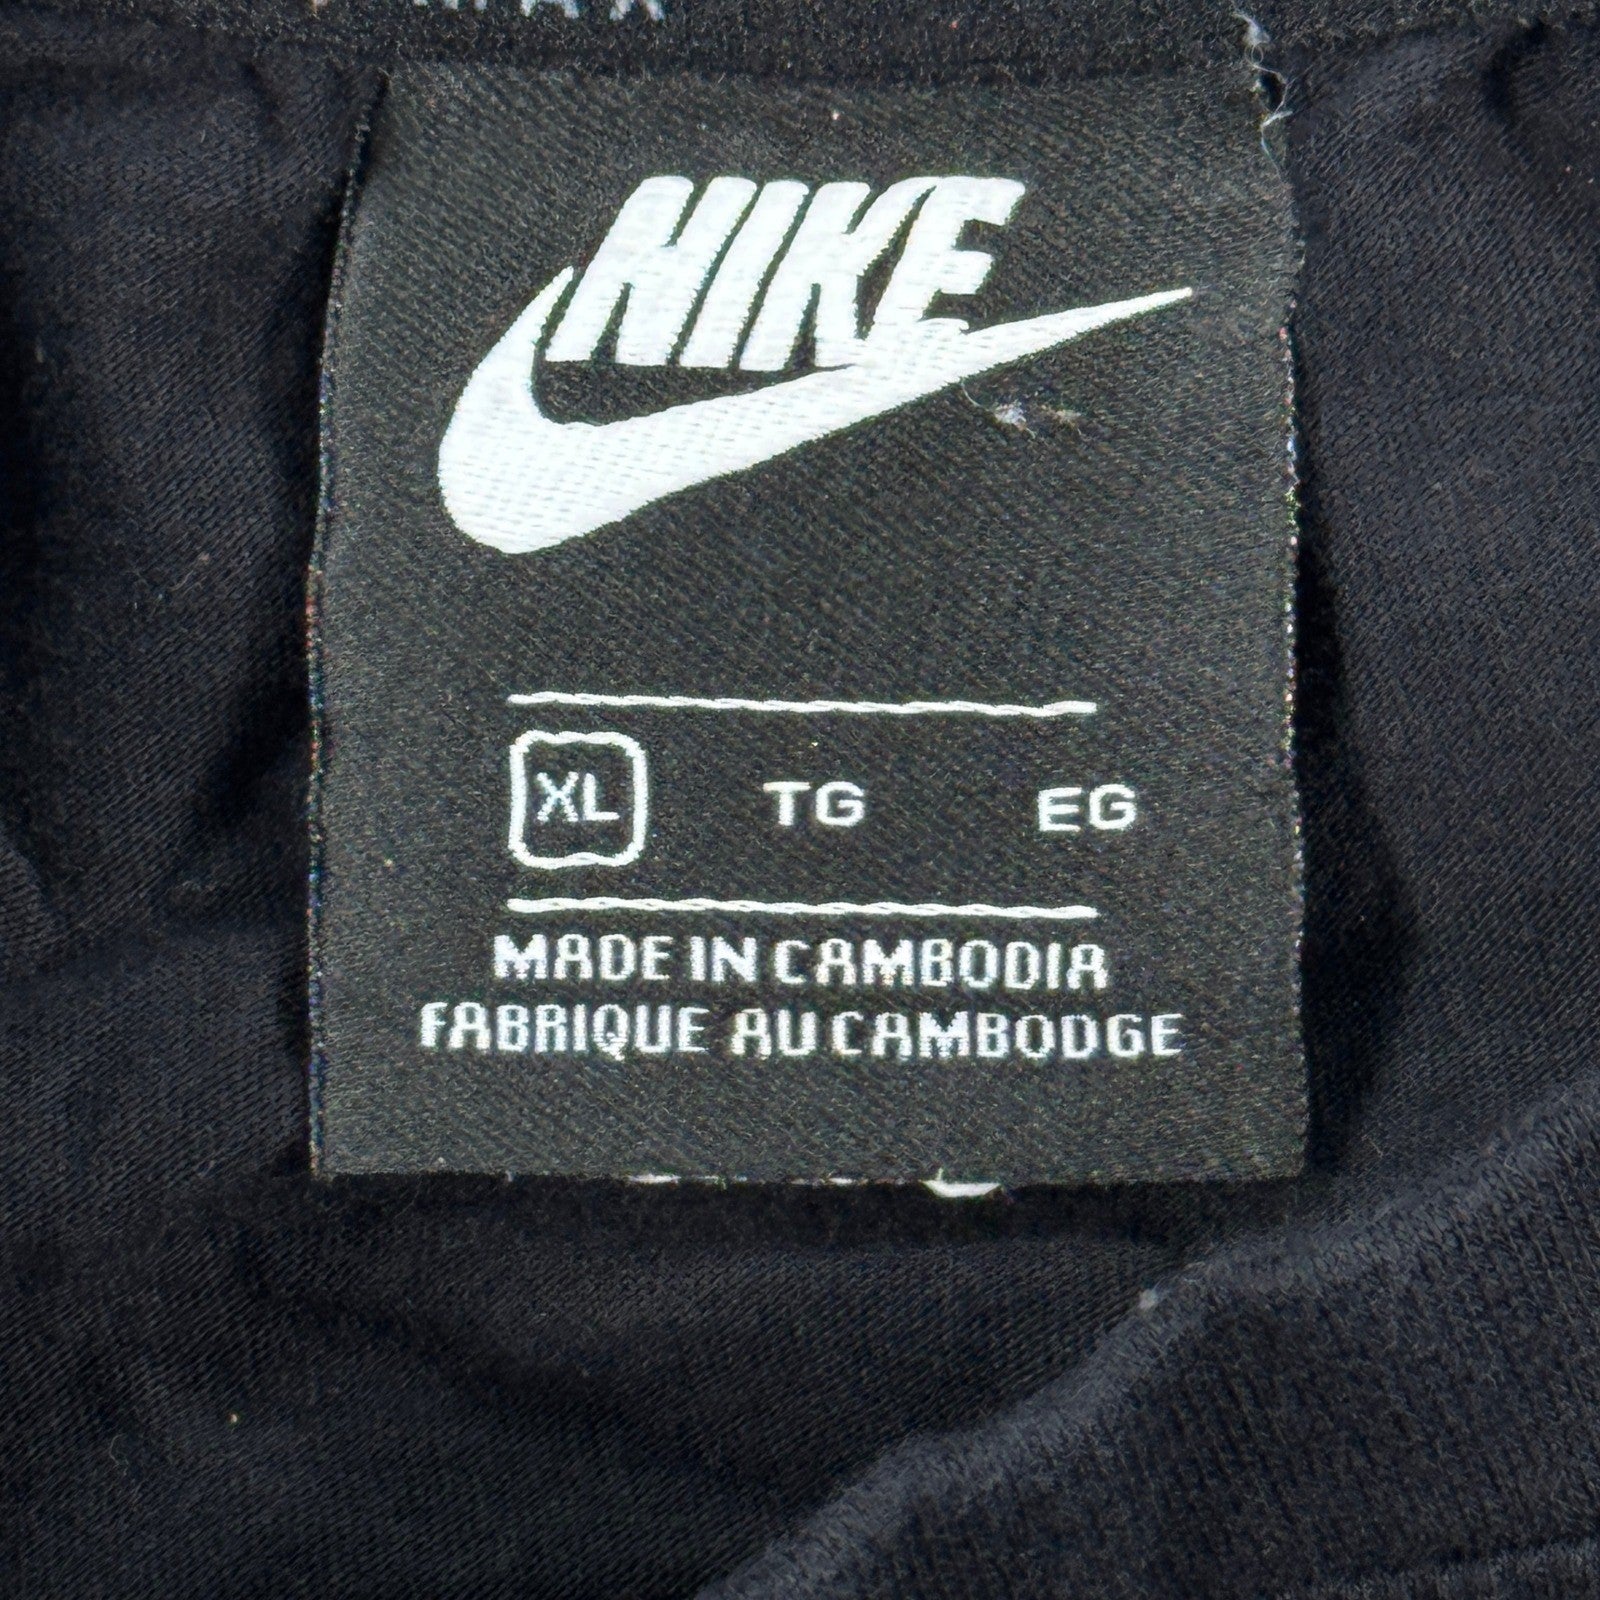 NIKE
XL TG EG
MADE IN CAMBODIA
FABRIQUE AU CAMBODGE